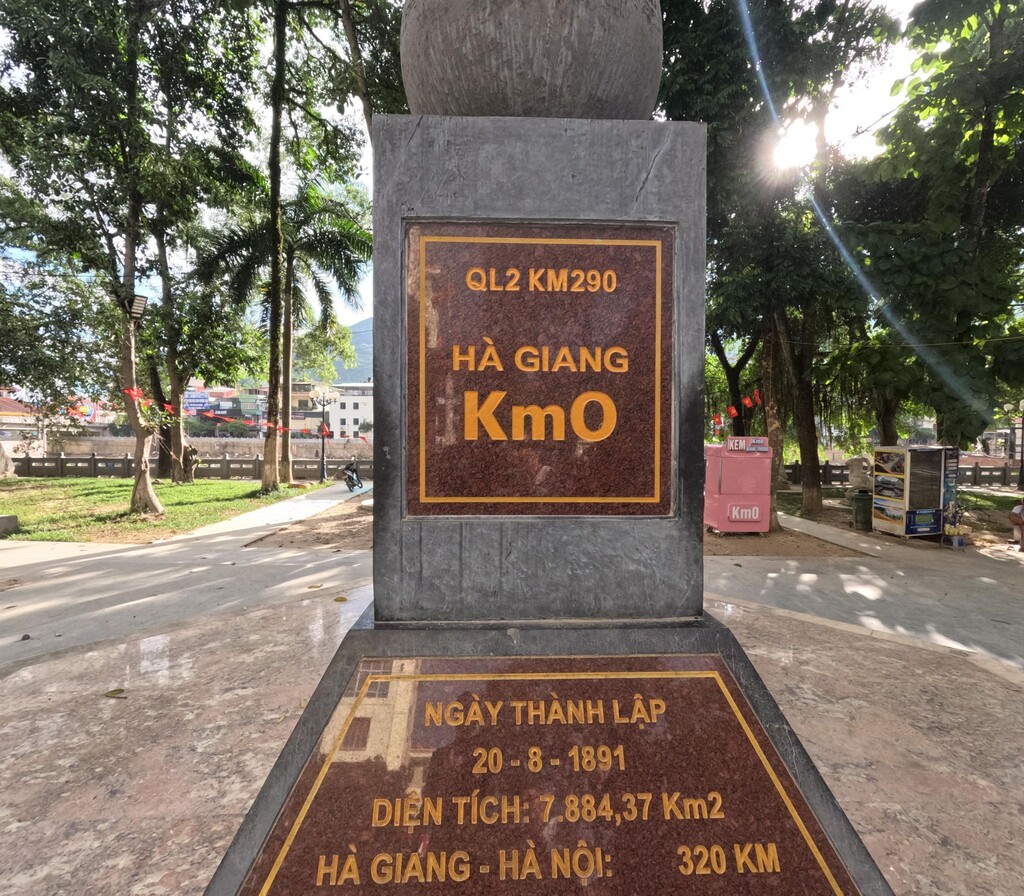 QL2 KM290
HÀ GIANG
Km0
KEM Km0
Km0
NGÀY THÀNH LẬP
20 - 8 - 1891
DIỆN TÍCH: 7.884,37 Km2
HÀ GIANG - HÀ NỘI: 320 KM